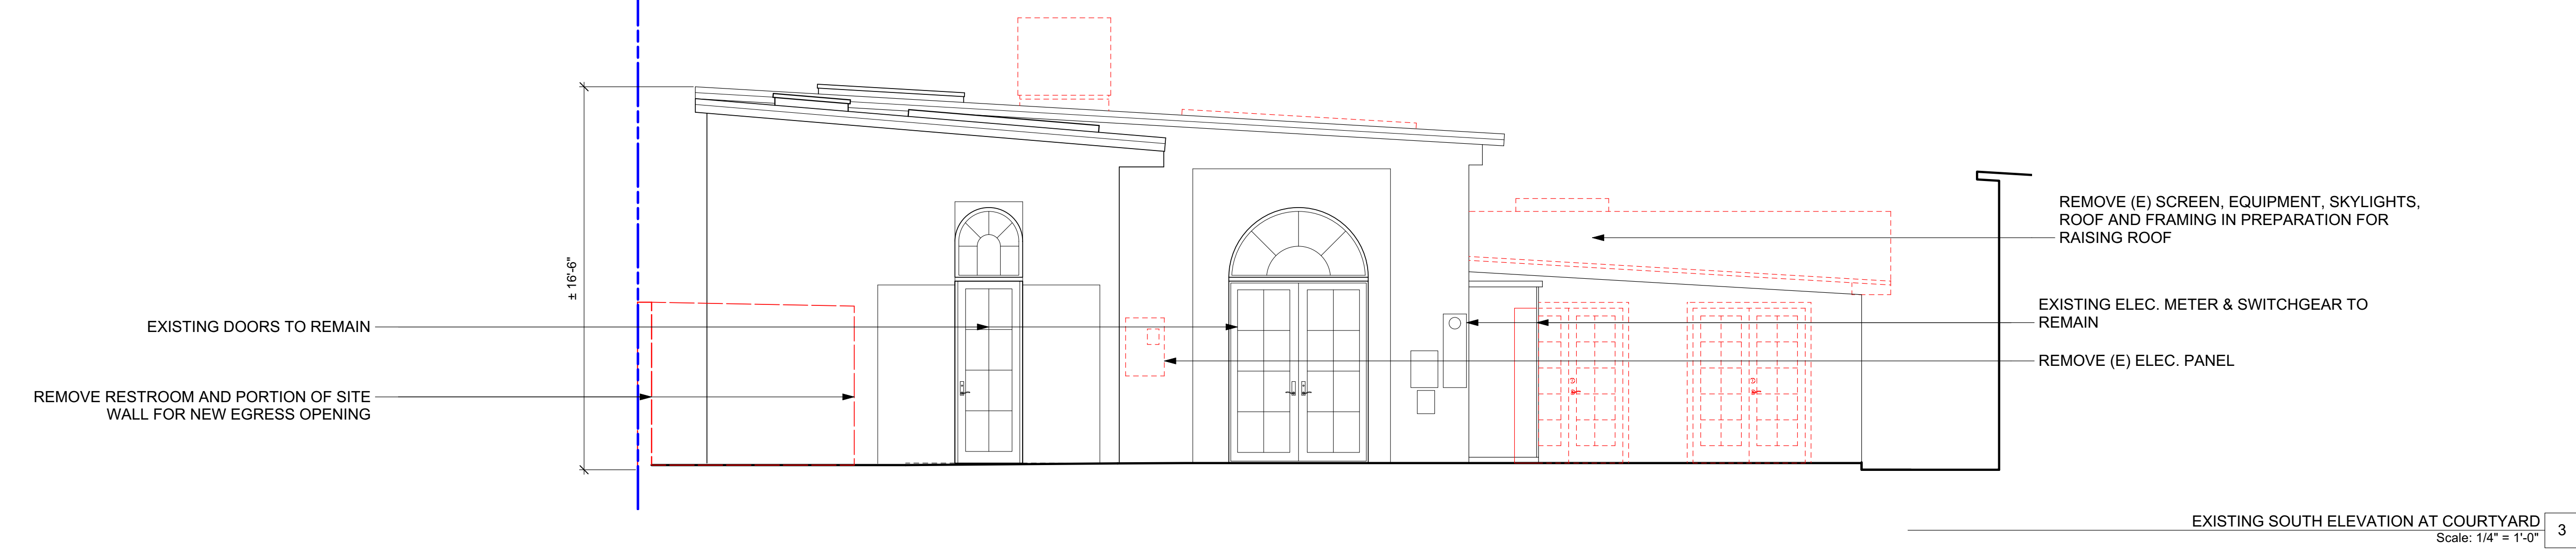 ± 16'-6"
EXISTING DOORS TO REMAIN
REMOVE RESTROOM AND PORTION OF SITE
WALL FOR NEW EGRESS OPENING
REMOVE (E) SCREEN, EQUIPMENT, SKYLIGHTS,
ROOF AND FRAMING IN PREPARATION FOR
RAISING ROOF
EXISTING ELEC. METER & SWITCHGEAR TO
REMAIN
REMOVE (E) ELEC. PANEL
EXISTING SOUTH ELEVATION AT COURTYARD
Scale: 1/4" = 1'-0"
3